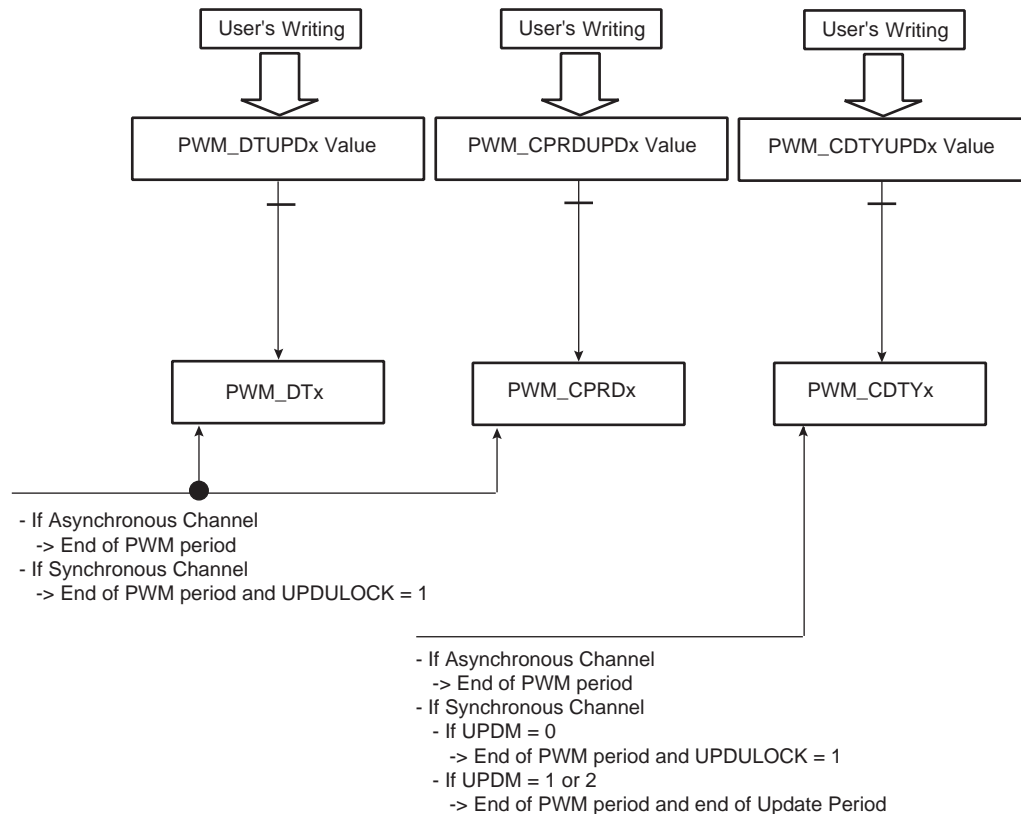 User's Writing
User's Writing
User's Writing
PWM_DTUPDx Value
PWM_CPRDUPDx Value
PWM_CDTYUPDx Value
PWM_DTx
PWM_CPRDx
PWM_CDTYx
- If Asynchronous Channel
-> End of PWM period
- If Synchronous Channel
-> End of PWM period and UPDULOCK = 1
- If Asynchronous Channel
-> End of PWM period
- If Synchronous Channel
- If UPDM = 0
-> End of PWM period and UPDULOCK = 1
- If UPDM = 1 or 2
-> End of PWM period and end of Update Period